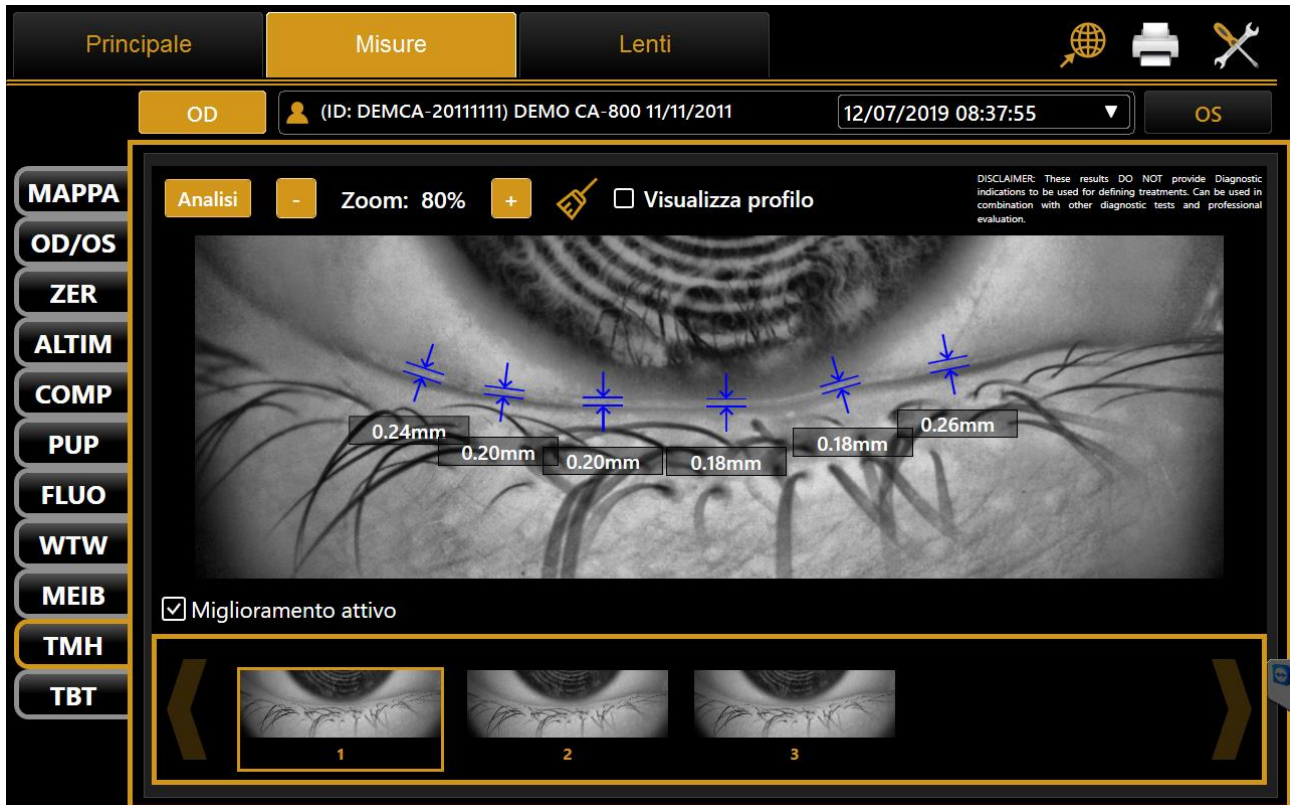 Principale
Misure
Lenti
OD
(ID: DEMCA-20111111) DEMO CA-800 11/11/2011
12/07/2019 08:37:55
OS
MAPPA
OD/OS
ZER
ALTIM
COMP
PUP
FLUO
WTW
MEIB
TMH
TBT
Analisi
-
Zoom: 80%
+
Visualizza profilo
DISCLAIMER: These results DO NOT provide Diagnostic
indications to be used for defining treatments. Can be used in
combination with other diagnostic tests and professional
evaluation.
0.24mm
0.20mm
0.20mm
0.18mm
0.18mm
0.26mm
Miglioramento attivo
1
2
3